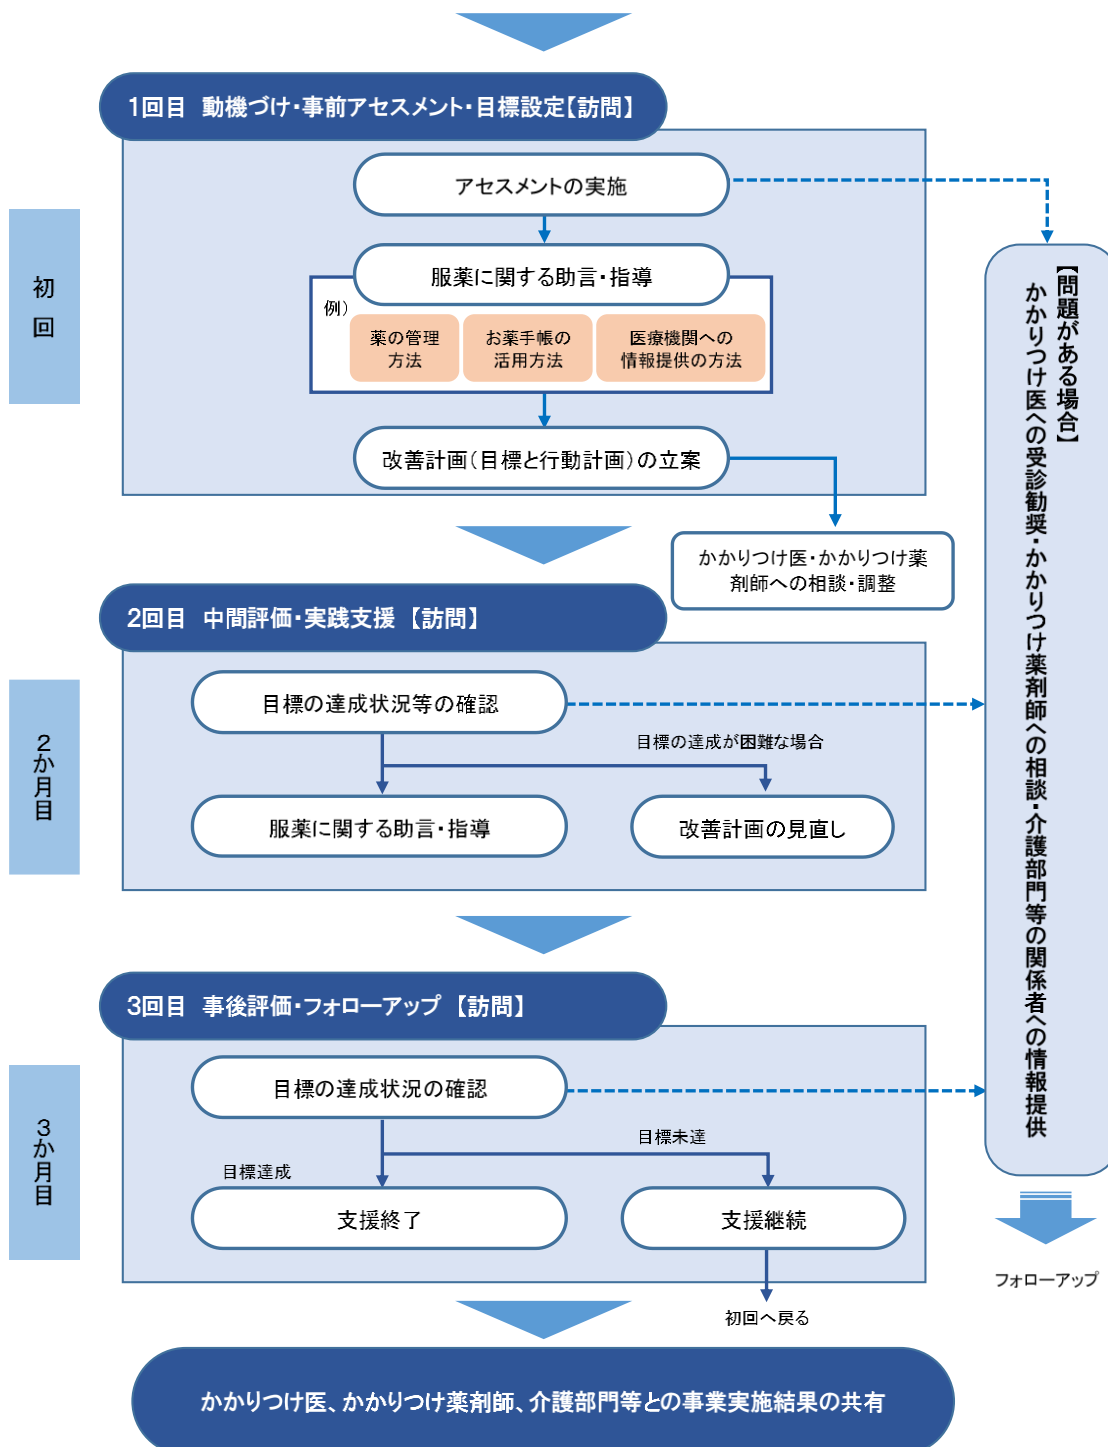 1回目 動機づけ・事前アセスメント・目標設定【訪問】
初回
アセスメントの実施
服薬に関する助言・指導
例）
薬の管理
方法
お薬手帳の
活用方法
医療機関への
情報提供の方法
改善計画（目標と行動計画）の立案
かかりつけ医・かかりつけ薬
剤師への相談・調整
【問題がある場合】
かかりつけ医への受診勧奨・かかりつけ薬剤師への相談・介護部門等の関係者への情報提供
2回目 中間評価・実践支援 【訪問】
2か月目
目標の達成状況等の確認
目標の達成が困難な場合
服薬に関する助言・指導
改善計画の見直し
3回目 事後評価・フォローアップ 【訪問】
3か月目
目標の達成状況の確認
目標未達
目標達成
支援終了
支援継続
フォローアップ
初回へ戻る
かかりつけ医、かかりつけ薬剤師、介護部門等との事業実施結果の共有